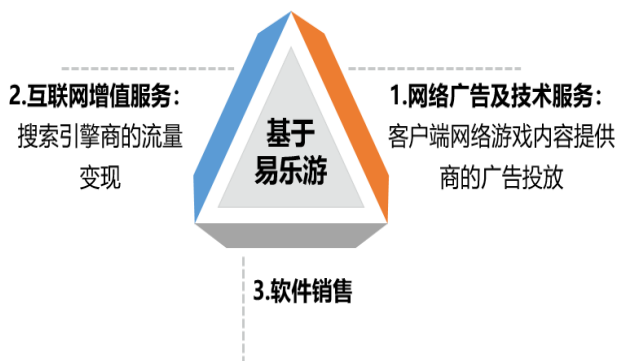 2.互联网增值服务：
搜索引擎商的流量
变现
1.网络广告及技术服务：
客户端网络游戏内容提供
商的广告投放
基于
易乐游
3.软件销售